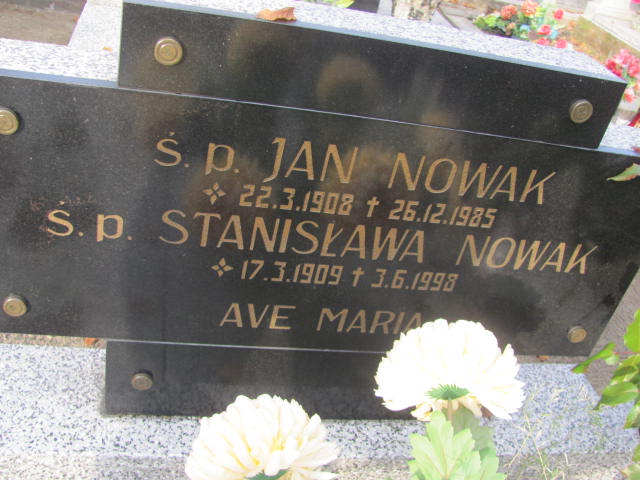 Ś.p. JAN NOWAK
22.3.1908 † 26.12.1985
ś.p. STANISŁAWA NOWAK
17.3.1909 † 3.6.1998
AVE MARIA